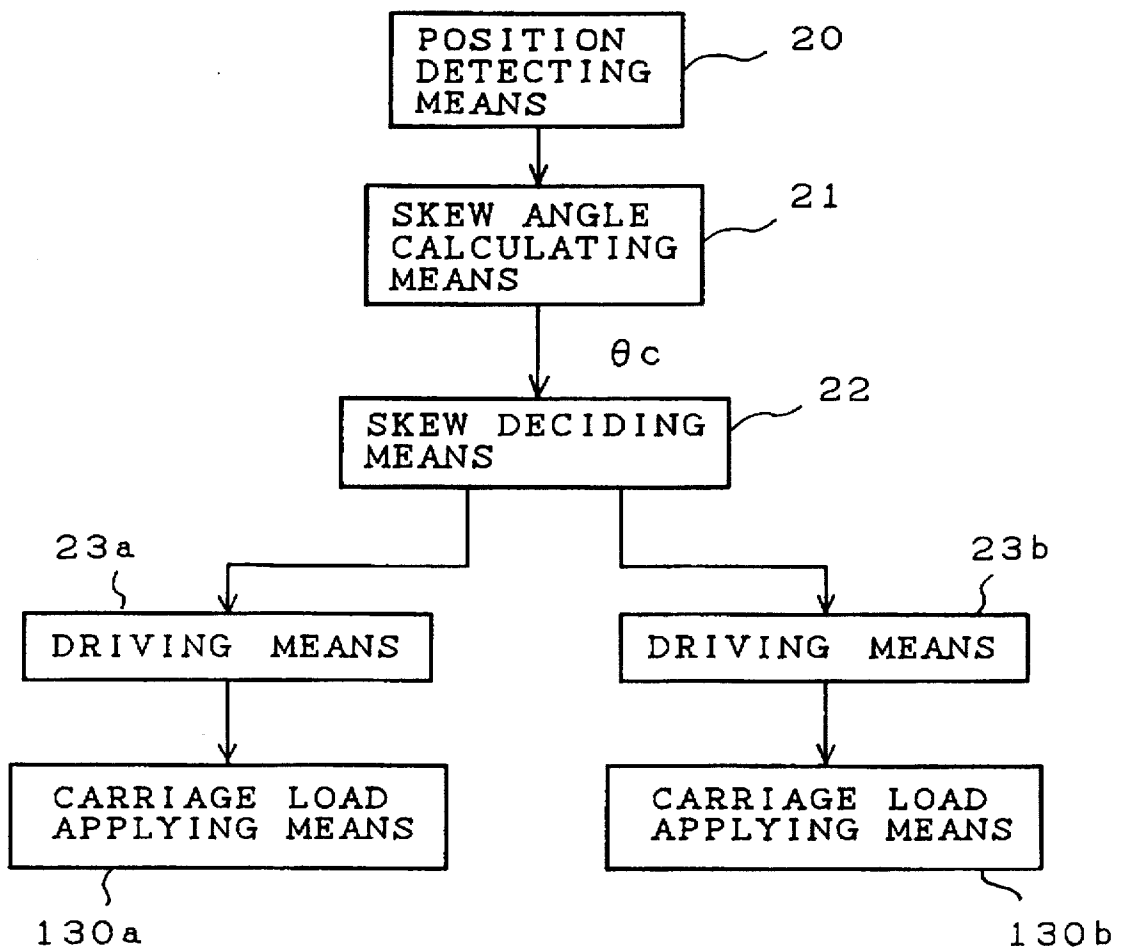 POSITION
DETECTING
MEANS
20
SKEW ANGLE
CALCULATING
MEANS
21
θc
SKEW DECIDING
MEANS
22
23a
23b
DRIVING MEANS
DRIVING MEANS
CARRIAGE LOAD
APPLYING MEANS
CARRIAGE LOAD
APPLYING MEANS
130a
130b